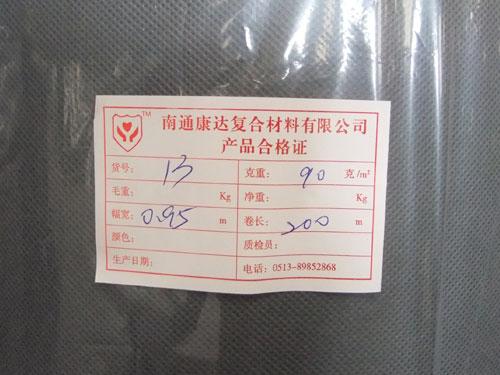 TM
南通康达复合材料有限公司
产品合格证
货号: 13 克重: 90 克/m²
毛重: Kg 净重: Kg
幅宽: 0.95 m 卷长: 200 m
颜色: 质检员:
生产日期: 电话: 0513-89852868